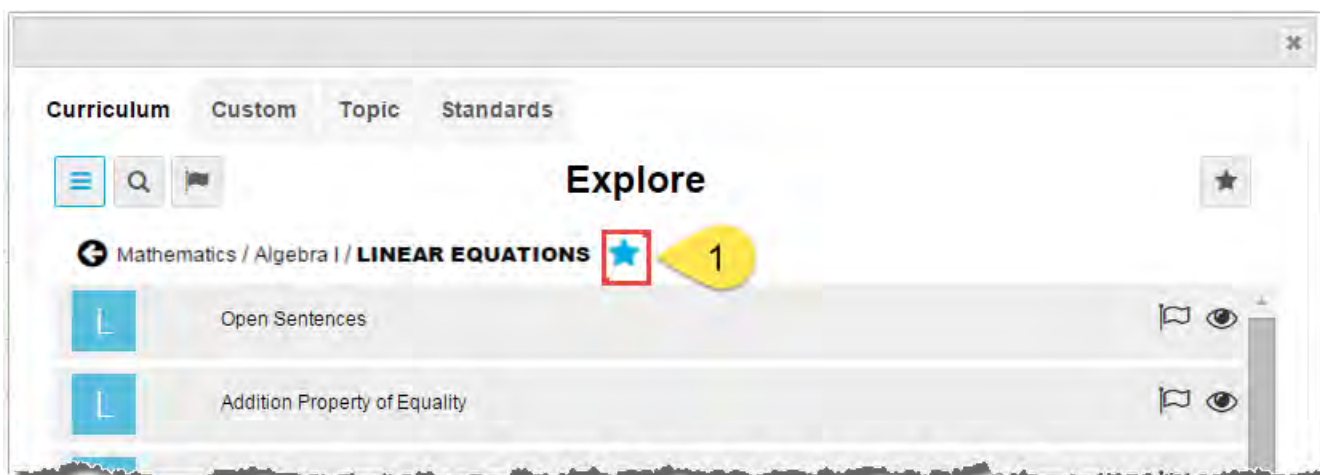 Curriculum Custom Topic Standards
Explore
Mathematics / Algebra I / LINEAR EQUATIONS
1
L Open Sentences
L Addition Property of Equality